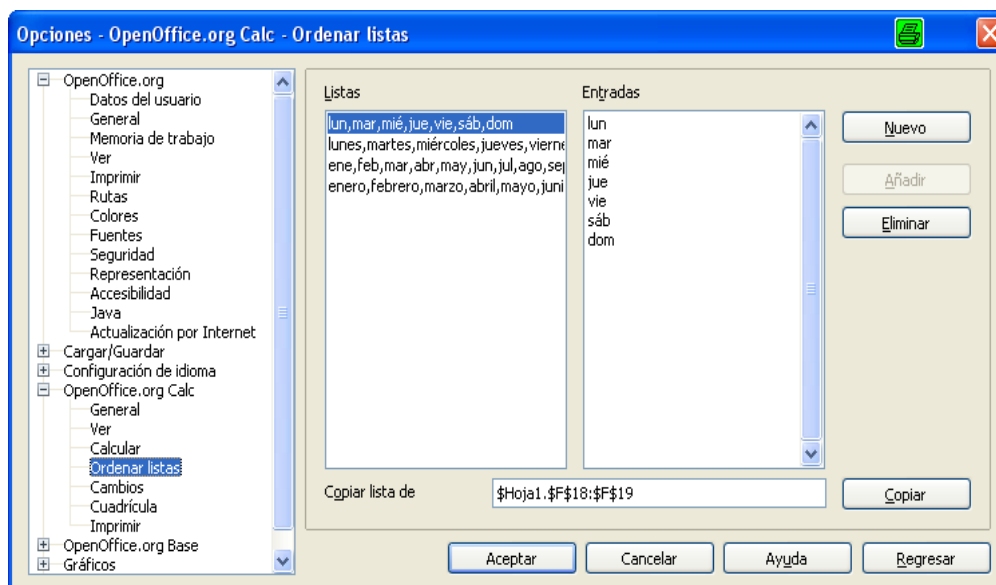 Opciones - OpenOffice.org Calc - Ordenar listas
OpenOffice.org
Datos del usuario
General
Memoria de trabajo
Ver
Imprimir
Rutas
Colores
Fuentes
Seguridad
Representación
Accesibilidad
Java
Actualización por Internet
Cargar/Guardar
Configuración de idioma
OpenOffice.org Calc
General
Ver
Calcular
Ordenar listas
Cambios
Cuadrícula
Imprimir
OpenOffice.org Base
Gráficos
Listas
lun,mar,mié,jue,vie,sáb,dom
lunes,martes,miércoles,jueves,vierne
ene,feb,mar,abr,may,jun,jul,ago,sep
enero,febrero,marzo,abril,mayo,juni
Entradas
lun
mar
mié
jue
vie
sáb
dom
Nuevo
Añadir
Eliminar
Copiar lista de
$Hoja1.$F$18:$F$19
Copiar
Aceptar
Cancelar
Ayuda
Regresar